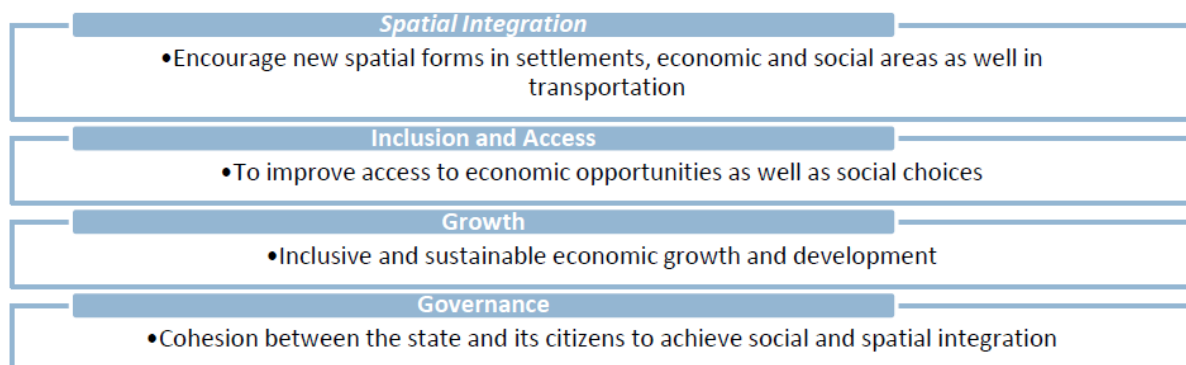 Spatial Integration
•Encourage new spatial forms in settlements, economic and social areas as well in
transportation
Inclusion and Access
•To improve access to economic opportunities as well as social choices
Growth
•Inclusive and sustainable economic growth and development
Governance
•Cohesion between the state and its citizens to achieve social and spatial integration